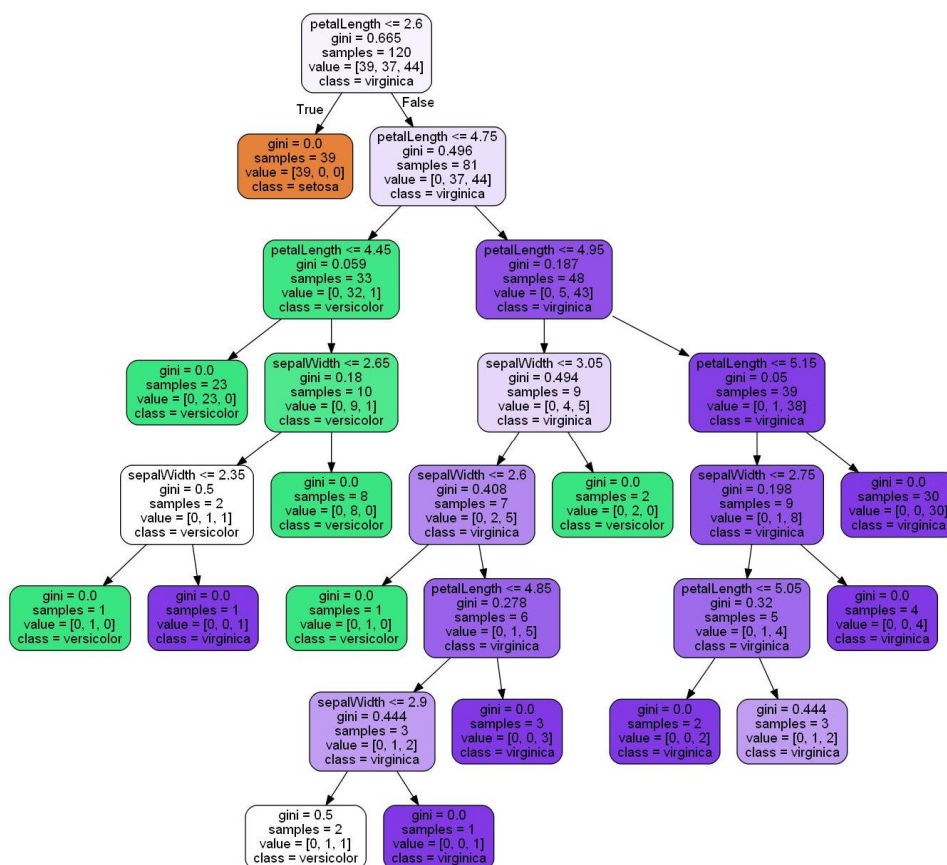 petalLength <= 2.6
gini = 0.665
samples = 120
value = [39, 37, 44]
class = virginica
True
False
gini = 0.0
samples = 39
value = [39, 0, 0]
class = setosa
petalLength <= 4.75
gini = 0.496
samples = 81
value = [0, 37, 44]
class = virginica
petalLength <= 4.45
gini = 0.059
samples = 33
value = [0, 32, 1]
class = versicolor
petalLength <= 4.95
gini = 0.187
samples = 48
value = [0, 5, 43]
class = virginica
gini = 0.0
samples = 23
value = [0, 23, 0]
class = versicolor
sepalWidth <= 2.65
gini = 0.18
samples = 10
value = [0, 9, 1]
class = versicolor
sepalWidth <= 3.05
gini = 0.494
samples = 9
value = [0, 4, 5]
class = virginica
petalLength <= 5.15
gini = 0.05
samples = 39
value = [0, 1, 38]
class = virginica
sepalWidth <= 2.35
gini = 0.5
samples = 2
value = [0, 1, 1]
class = versicolor
gini = 0.0
samples = 8
value = [0, 8, 0]
class = versicolor
sepalWidth <= 2.6
gini = 0.408
samples = 7
value = [0, 2, 5]
class = virginica
gini = 0.0
samples = 2
value = [0, 2, 0]
class = versicolor
sepalWidth <= 2.75
gini = 0.198
samples = 9
value = [0, 1, 8]
class = virginica
gini = 0.0
samples = 30
value = [0, 0, 30]
class = virginica
gini = 0.0
samples = 1
value = [0, 1, 0]
class = versicolor
gini = 0.0
samples = 1
value = [0, 0, 1]
class = virginica
gini = 0.0
samples = 1
value = [0, 1, 0]
class = versicolor
petalLength <= 4.85
gini = 0.278
samples = 6
value = [0, 1, 5]
class = virginica
petalLength <= 5.05
gini = 0.32
samples = 5
value = [0, 1, 4]
class = virginica
gini = 0.0
samples = 4
value = [0, 0, 4]
class = virginica
sepalWidth <= 2.9
gini = 0.444
samples = 3
value = [0, 1, 2]
class = virginica
gini = 0.0
samples = 3
value = [0, 0, 3]
class = virginica
gini = 0.0
samples = 2
value = [0, 0, 2]
class = virginica
gini = 0.444
samples = 3
value = [0, 1, 2]
class = virginica
gini = 0.5
samples = 2
value = [0, 1, 1]
class = versicolor
gini = 0.0
samples = 1
value = [0, 0, 1]
class = virginica